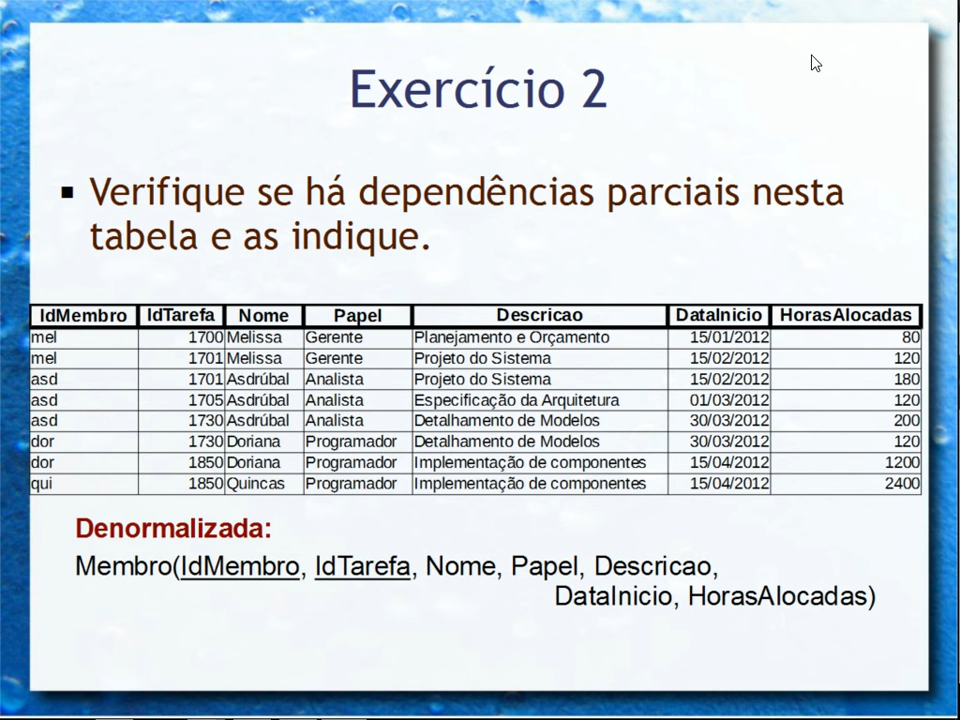 Exercício 2
▪ Verifique se há dependências parciais nesta
tabela e as indique.
IdMembro IdTarefa Nome Papel Descricao DataInicio HorasAlocadas
mel 1700 Melissa Gerente Planejamento e Orçamento 15/01/2012 80
mel 1701 Melissa Gerente Projeto do Sistema 15/02/2012 120
asd 1701 Asdrúbal Analista Projeto do Sistema 15/02/2012 180
asd 1705 Asdrúbal Analista Especificação da Arquitetura 01/03/2012 120
asd 1730 Asdrúbal Analista Detalhamento de Modelos 30/03/2012 200
dor 1730 Doriana Programador Detalhamento de Modelos 30/03/2012 120
dor 1850 Doriana Programador Implementação de componentes 15/04/2012 1200
qui 1850 Quincas Programador Implementação de componentes 15/04/2012 2400
Denormalizada:
Membro(IdMembro, IdTarefa, Nome, Papel, Descricao,
DataInicio, HorasAlocadas)